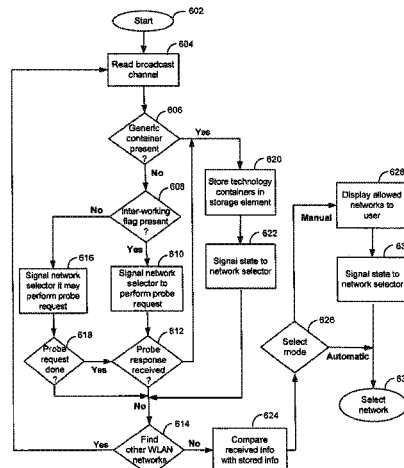 Start
602
604
Read broadcast
channel
606
Generic
container
present
?
Yes
No
608
Inter-working
flag present
?
No
Yes
616
Signal network
selector it may
perform probe
request
610
Signal network
selector to
perform probe
request
618
Probe
request
done
?
Yes
612
Probe
response
received
?
No
614
Find
other WLAN
networks
Yes
No
620
Store technology
containers in
storage element
622
Signal state to
network selector
624
Compare
received info
with stored info
626
Select
mode
Manual
Automatic
628
Display allowed
networks to
user
63
Signal state to
network selector
63
Select
network